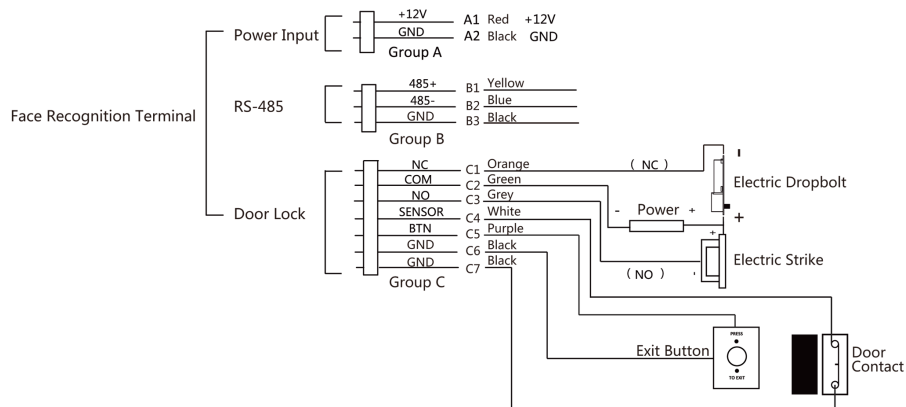 Face Recognition Terminal
Power Input
+12V
A1 Red +12V
GND
A2 Black GND
Group A
RS-485
485+
B1 Yellow
485-
B2 Blue
GND
B3 Black
Group B
Door Lock
NC
C1 Orange
( NC )
COM
C2 Green
NO
C3 Grey
SENSOR
C4 White
BTN
C5 Purple
GND
C6 Black
GND
C7 Black
Group C
-
Electric Dropbolt
+
- Power +
+
Electric Strike
-
( NO )
Exit Button
PRESS
TO EXIT
Door
Contact